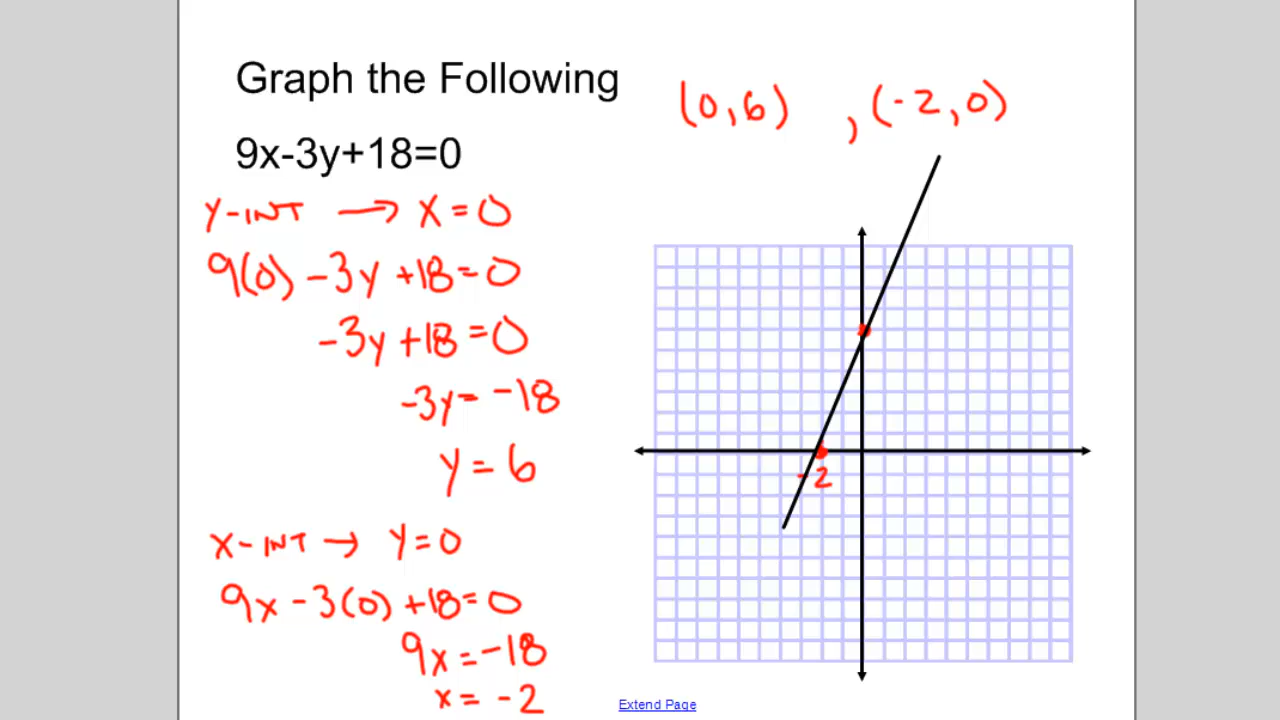 Graph the Following
(0,6) , (-2,0)
9x-3y+18=0
Y-INT → X=0
9(0) -3y +18=0
-3y +18=0
-3y= -18
y = 6
X-INT → Y=0
9x -3(0) +18=0
9x =-18
x = -2
-2
Extend Page